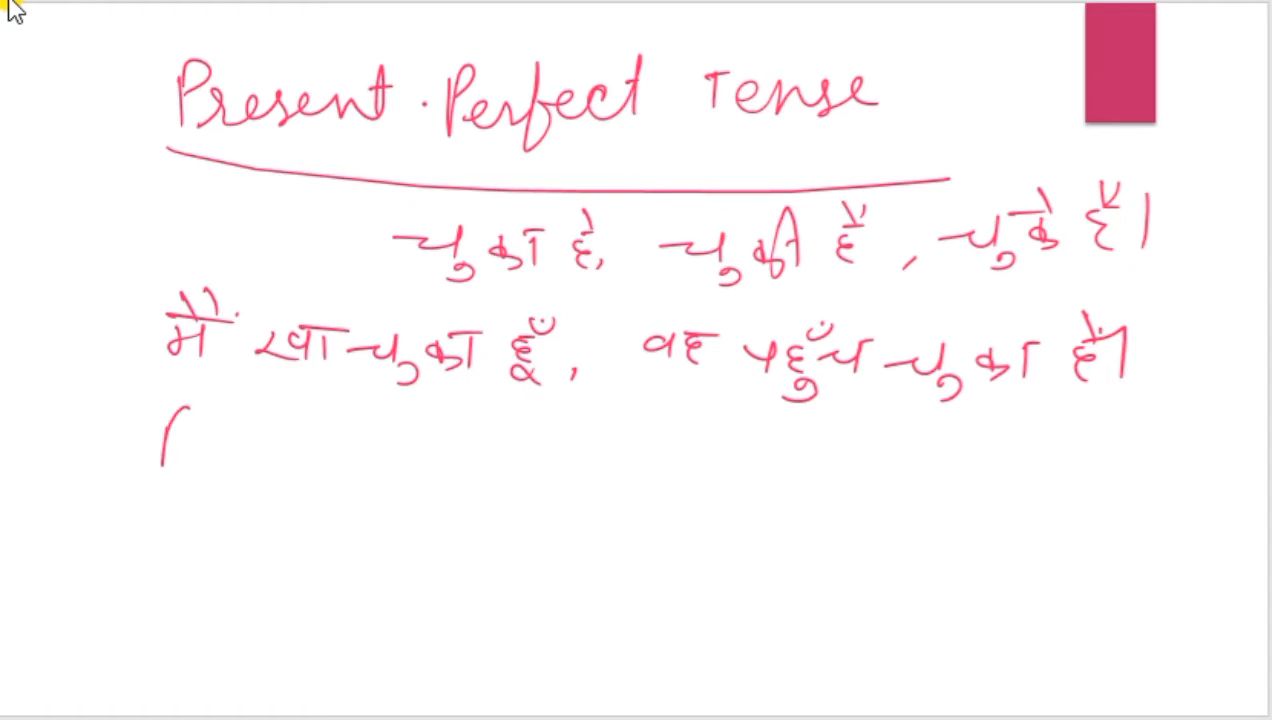 Present Perfect Tense
चुका है, चुकी है, चुके हैं।
मैं खा चुका हूँ, वह पहुँच चुका है।